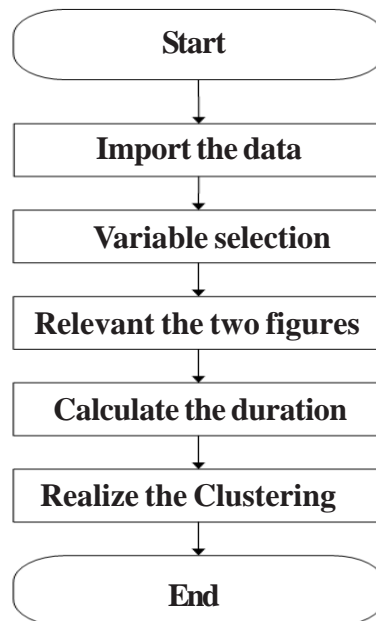 Start
Import the data
Variable selection
Relevant the two figures
Calculate the duration
Realize the Clustering
End